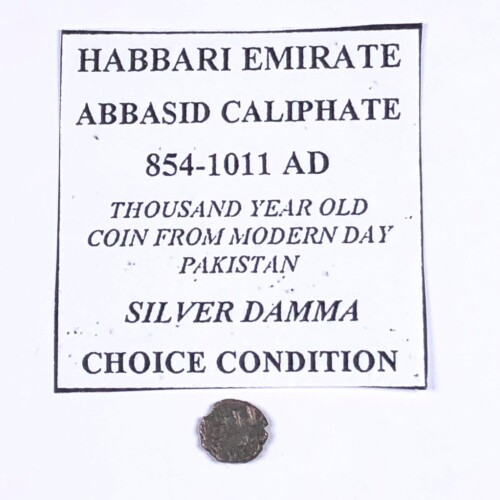 HABBARI EMIRATE
ABBASID CALIPHATE
854-1011 AD
THOUSAND YEAR OLD
COIN FROM MODERN DAY
PAKISTAN
SILVER DAMMA
CHOICE CONDITION